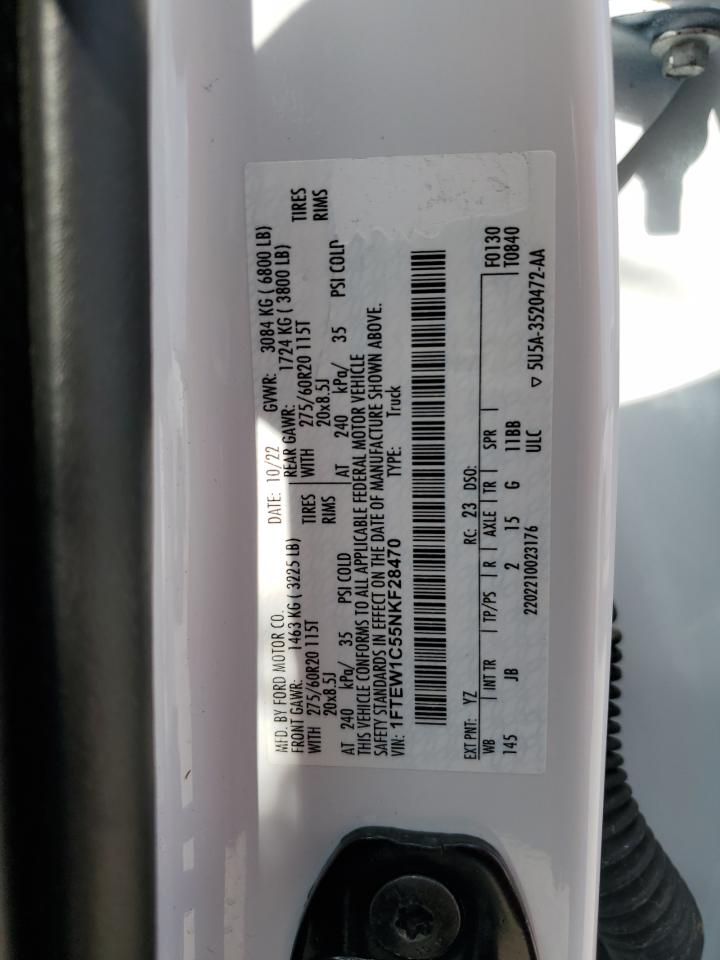 MFD. BY FORD MOTOR CO.
DATE: 10/22
GVWR: 3084 KG ( 6800 LB)
FRONT GAWR: 1463 KG ( 3225 LB)
REAR GAWR: 1724 KG ( 3800 LB)
WITH 275/60R20 115T TIRES
WITH 275/60R20 115T TIRES
20x8.5J RIMS
20x8.5J RIMS
AT 240 kPa/ 35 PSI COLD
AT 240 kPa/ 35 PSI COLD
THIS VEHICLE CONFORMS TO ALL APPLICABLE FEDERAL MOTOR VEHICLE
SAFETY STANDARDS IN EFFECT ON THE DATE OF MANUFACTURE SHOWN ABOVE.
VIN: 1FTEW1C55NKF28470
TYPE: Truck
EXT PNT: YZ RC: 23 DSO: F0130
WB INT TR TP/PS R AXLE TR SPR T0840
145 JB 2 15 G 11BB
2202210023176 ULC ▽ 5U5A-3520472-AA